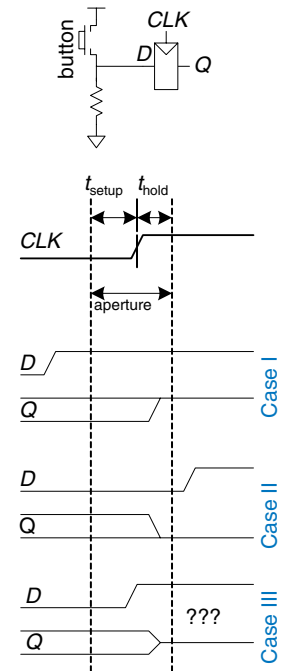 CLK
button
D
Q
tsetup thold
CLK
aperture
D
Q
Case I
D
Q
Case II
D
???
Q
Case III